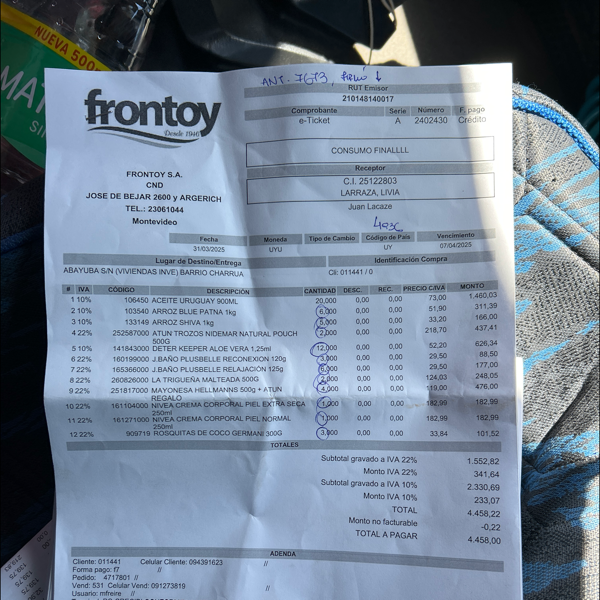 NUEVA 500
MAT
SIN
ANT. 7673,
frontoy
Desde 1940
RUT Emisor
210148140017
Comprobante Serie Número F. pago
e-Ticket A 2402430 Crédito
CONSUMO FINALLLL
Receptor
C.I. 25122803
LARRAZA, LIVIA
Juan Lacaze
FRONTOY S.A.
CND
JOSE DE BEJAR 2600 y ARGERICH
TEL.: 23061044
Montevideo
Fecha Moneda Tipo de Cambio Código de País Vencimiento
31/03/2025 UYU UY 07/04/2025
Lugar de Destino/Entrega Identificación Compra
ABAYUBA S/N (VIVIENDAS INVE) BARRIO CHARRUA Cli: 011441 / 0
# IVA CÓDIGO DESCRIPCIÓN CANTIDAD DESC. REC. PRECIO C/IVA MONTO
1 10% 106450 ACEITE URUGUAY 900ML 20,000 0,00 0,00 73,00 1.460,03
2 10% 103540 ARROZ BLUE PATNA 1kg 6,000 0,00 0,00 51,90 311,39
3 10% 133149 ARROZ SHIVA 1kg 5,000 0,00 0,00 33,20 166,00
4 22% 252587000 ATUN TROZOS NIDEMAR NATURAL POUCH 500G 2,000 0,00 0,00 218,70 437,41
5 10% 141843000 DETER KEEPER ALOE VERA 1,25ml 12,000 0,00 0,00 52,20 626,34
6 22% 160199000 J.BAÑO PLUSBELLE RECONEXION 120g 3,000 0,00 0,00 29,50 88,50
7 22% 165366000 J.BAÑO PLUSBELLE RELAJACION 125g 6,000 0,00 0,00 29,50 177,00
8 22% 260826000 LA TRIGUEÑA MALTEADA 500G 2,000 0,00 0,00 124,03 248,05
9 22% 251817000 MAYONESA HELLMANNS 500G + ATUN REGALO 4,000 0,00 0,00 119,00 476,00
10 22% 161104000 NIVEA CREMA CORPORAL PIEL EXTRA SECA 250ml 1,000 0,00 0,00 182,99 182,99
11 22% 161271000 NIVEA CREMA CORPORAL PIEL NORMAL 250ml 1,000 0,00 0,00 182,99 182,99
12 22% 909719 ROSQUITAS DE COCO GERMANI 300G 3,000 0,00 0,00 33,84 101,52
TOTALES
Subtotal gravado a IVA 22% 1.552,82
Monto IVA 22% 341,64
Subtotal gravado a IVA 10% 2.330,69
Monto IVA 10% 233,07
TOTAL 4.458,22
Monto no facturable -0,22
TOTAL A PAGAR 4.458,00
ADENDA
Cliente: 011441 Celular Cliente: 094391623 //
Forma pago: f7 // //
Pedido: 4717801 //
Vend: 531 Celular Vend: 091273819
Usuario: mfreire //